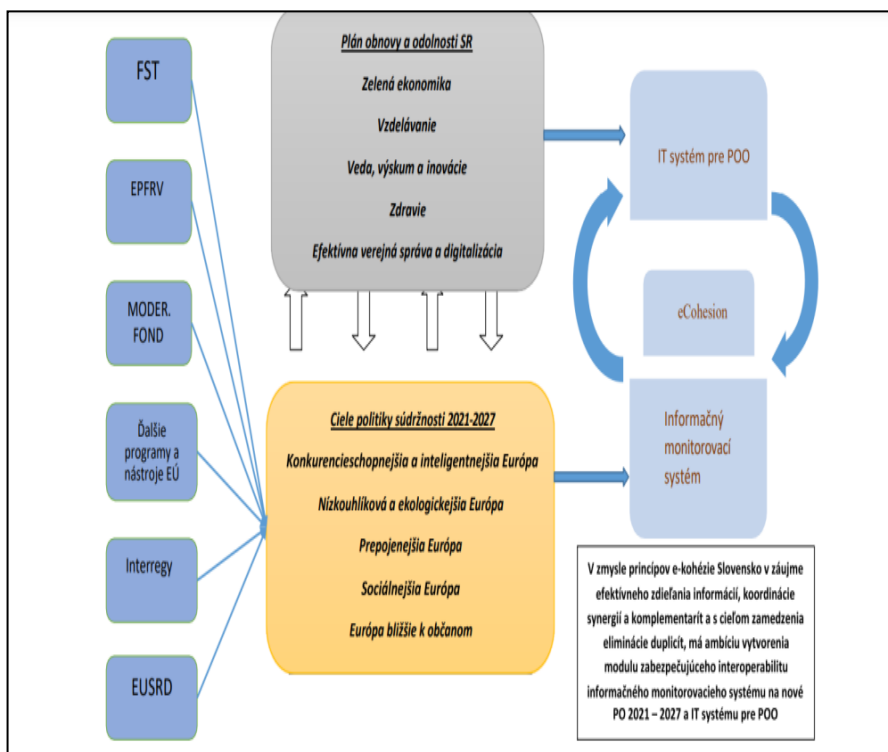 FST
EPFRV
MODER.
FOND
Ďalšie
programy a
nástroje EÚ
Interregy
EUSRD
Plán obnovy a odolnosti SR
Zelená ekonomika
Vzdelávanie
Veda, výskum a inovácie
Zdravie
Efektívna verejná správa a digitalizácia
Ciele politiky súdržnosti 2021-2027
Konkurencieschopnejšia a inteligentnejšia Európa
Nízkouhlíková a ekologickejšia Európa
Prepojenejšia Európa
Sociálnejšia Európa
Európa bližšie k občanom
IT systém pre POO
eCohesion
Informačný
monitorovací
systém
V zmysle princípov e-kohézie Slovensko v záujme
efektívneho zdieľania informácií, koordinácie
synergií a komplementarít a s cieľom zamedzenia
eliminácie duplicít, má ambíciu vytvorenia
modulu zabezpečujúceho interoperabilitu
informačného monitorovacieho systému na nové
PO 2021 – 2027 a IT systému pre POO